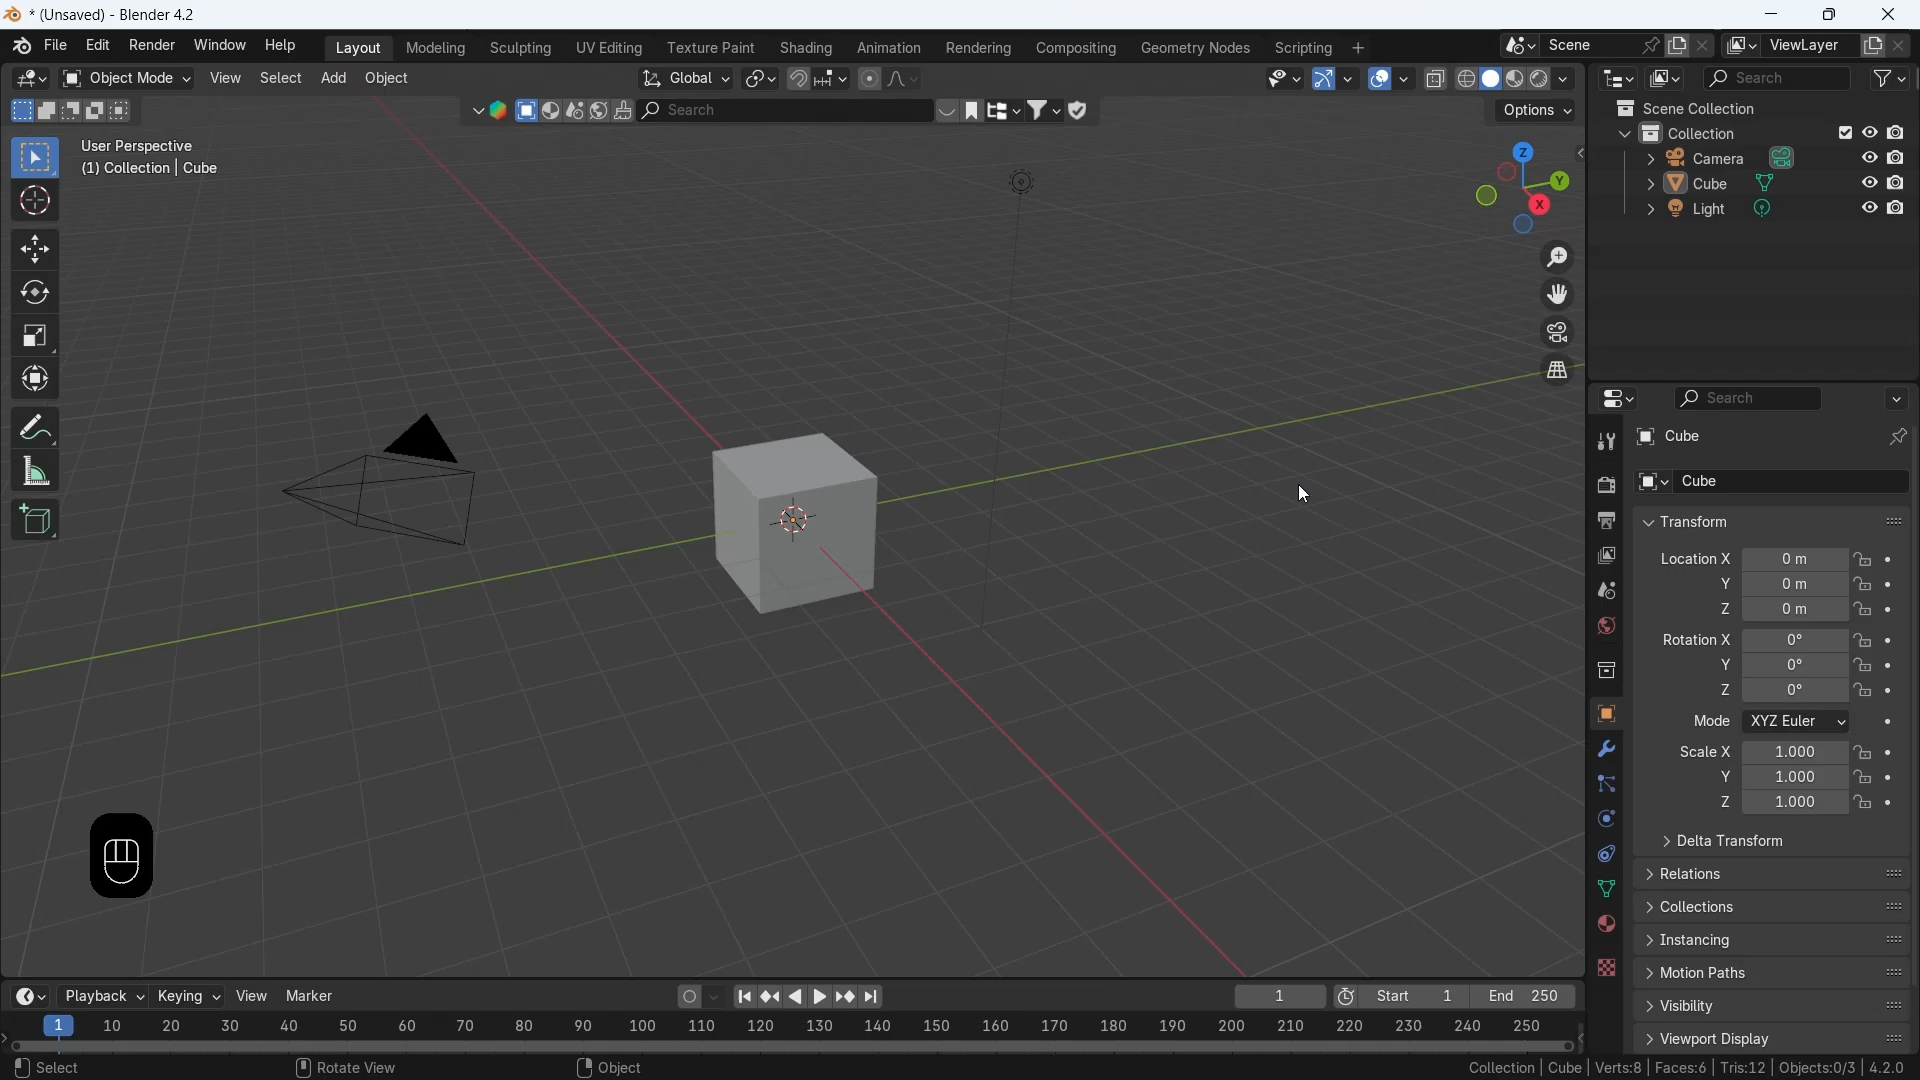 * (Unsaved) - Blender 4.2
File Edit Render Window Help Layout Modeling Sculpting UV Editing Texture Paint Shading Animation Rendering Compositing Geometry Nodes Scripting + Scene ViewLayer
Object Mode View Select Add Object Global Search
Search Options
User Perspective
(1) Collection | Cube
Z
Y
X
Scene Collection
Collection
Camera
Cube
Light
Search
Cube
Cube
Transform
Location X 0 m
Y 0 m
Z 0 m
Rotation X 0°
Y 0°
Z 0°
Mode XYZ Euler
Scale X 1.000
Y 1.000
Z 1.000
Delta Transform
Relations
Collections
Instancing
Motion Paths
Visibility
Viewport Display
Playback Keying View Marker 1 Start 1 End 250
1 10 20 30 40 50 60 70 80 90 100 110 120 130 140 150 160 170 180 190 200 210 220 230 240 250
Select Rotate View Object Collection | Cube | Verts:8 | Faces:6 | Tris:12 | Objects:0/3 | 4.2.0